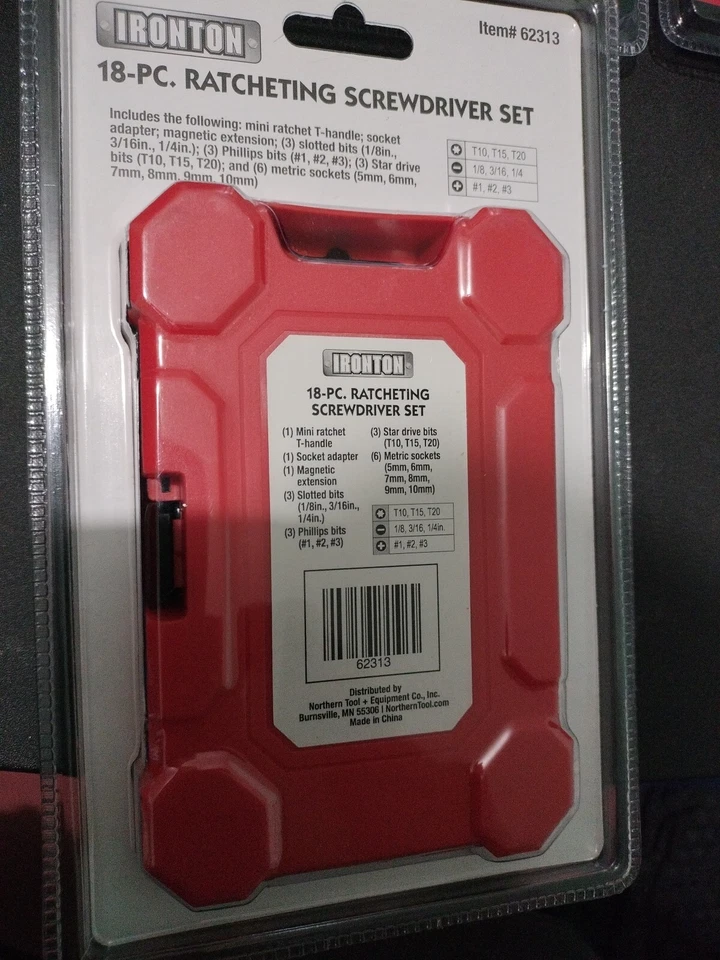 IRONTON
Item# 62313
18-PC. RATCHETING SCREWDRIVER SET
Includes the following: mini ratchet T-handle; socket
adapter; magnetic extension; (3) slotted bits (1/8in.,
3/16in., 1/4in.); (3) Phillips bits (#1, #2, #3); (3) Star drive
bits (T10, T15, T20); and (6) metric sockets (5mm, 6mm,
7mm, 8mm, 9mm, 10mm)
T10, T15, T20
1/8, 3/16, 1/4
#1, #2, #3
IRONTON
18-PC. RATCHETING
SCREWDRIVER SET
(1) Mini ratchet
T-handle
(1) Socket adapter
(1) Magnetic
extension
(3) Slotted bits
(1/8in., 3/16in.,
1/4in.)
(3) Phillips bits
(#1, #2, #3)
(3) Star drive bits
(T10, T15, T20)
(6) Metric sockets
(5mm, 6mm,
7mm, 8mm,
9mm, 10mm)
T10, T15, T20
1/8, 3/16, 1/4in.
#1, #2, #3
62313
Distributed by
Northern Tool + Equipment Co., Inc.
Burnsville, MN 55306 | NorthernTool.com
Made in China